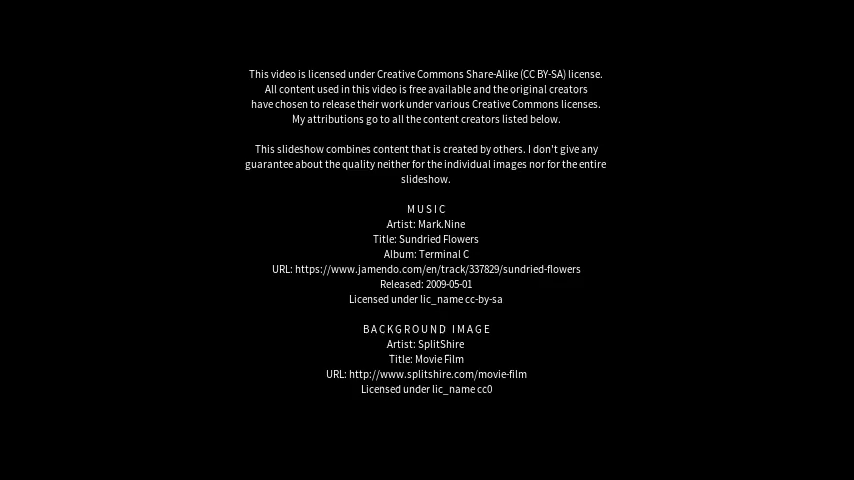 This video is licensed under Creative Commons Share-Alike (CC BY-SA) license.
All content used in this video is free available and the original creators
have chosen to release their work under various Creative Commons licenses.
My attributions go to all the content creators listed below.
This slideshow combines content that is created by others. I don't give any
guarantee about the quality neither for the individual images nor for the entire
slideshow.
MUSIC
Artist: Mark.Nine
Title: Sundried Flowers
Album: Terminal C
URL: https://www.jamendo.com/en/track/337829/sundried-flowers
Released: 2009-05-01
Licensed under lic_name cc-by-sa
BACKGROUND IMAGE
Artist: SplitShire
Title: Movie Film
URL: http://www.splitshire.com/movie-film
Licensed under lic_name cc0